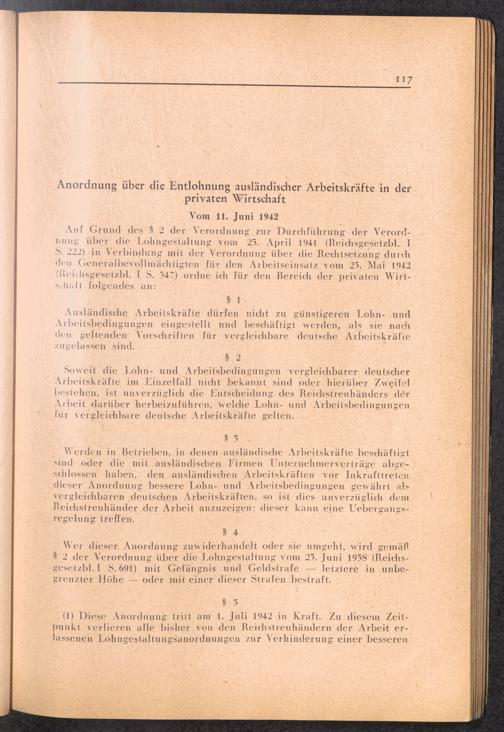 117
Anordnung über die Entlohnung ausländischer Arbeitskräfte in der
privaten Wirtschaft
Vom 11. Juni 1942
Auf Grund des § 2 der Verordnung zur Durchführung der Verord-
nung über die Lohngestaltung vom 23. April 1941 (Reichsgesetzbl. I
S. 222) in Verbindung mit der Verordnung über die Rechtsetzung durch
den Generalbevollmächtigten für den Arbeitseinsatz vom 25. Mai 1942
(Reichsgesetzbl. I S. 347) ordne ich für den Bereich der privaten Wirt-
schaft folgendes an:
§ 1
Ausländische Arbeitskräfte dürfen nicht zu günstigeren Lohn- und
Arbeitsbedingungen eingestellt und beschäftigt werden, als sie nach
den geltenden Vorschriften für vergleichbare deutsche Arbeitskräfte
zugelassen sind.
§ 2
Soweit die Lohn- und Arbeitsbedingungen vergleichbarer deutscher
Arbeitskräfte im Einzelfall nicht bekannt sind oder hierüber Zweifel
bestehen, ist unverzüglich die Entscheidung des Reichstreuhänders der
Arbeit darüber herbeizuführen, welche Lohn- und Arbeitsbedingungen
für vergleichbare deutsche Arbeitskräfte gelten.
§ 3
Werden in Betrieben, in denen ausländische Arbeitskräfte beschäftigt
sind oder die mit ausländischen Firmen Unternehmerverträge abge-
schlossen haben, den ausländischen Arbeitskräften vor Inkrafttreten
dieser Anordnung bessere Lohn- und Arbeitsbedingungen gewährt als
vergleichbaren deutschen Arbeitskräften, so ist dies unverzüglich dem
Reichstreuhänder der Arbeit anzuzeigen; dieser kann eine Uebergangs-
regelung treffen.
§ 4
Wer dieser Anordnung zuwiderhandelt oder sie umgeht, wird gemäß
§ 2 der Verordnung über die Lohngestaltung vom 25. Juni 1938 (Reichs-
gesetzbl. I S. 691) mit Gefängnis und Geldstrafe — letztere in unbe-
grenzter Höhe — oder mit einer dieser Strafen bestraft.
§ 5
(1) Diese Anordnung tritt am 1. Juli 1942 in Kraft. Zu diesem Zeit-
punkt verlieren alle bisher von den Reichstreuhändern der Arbeit er-
lassenen Lohngestaltungsanordnungen zur Verhinderung einer besseren